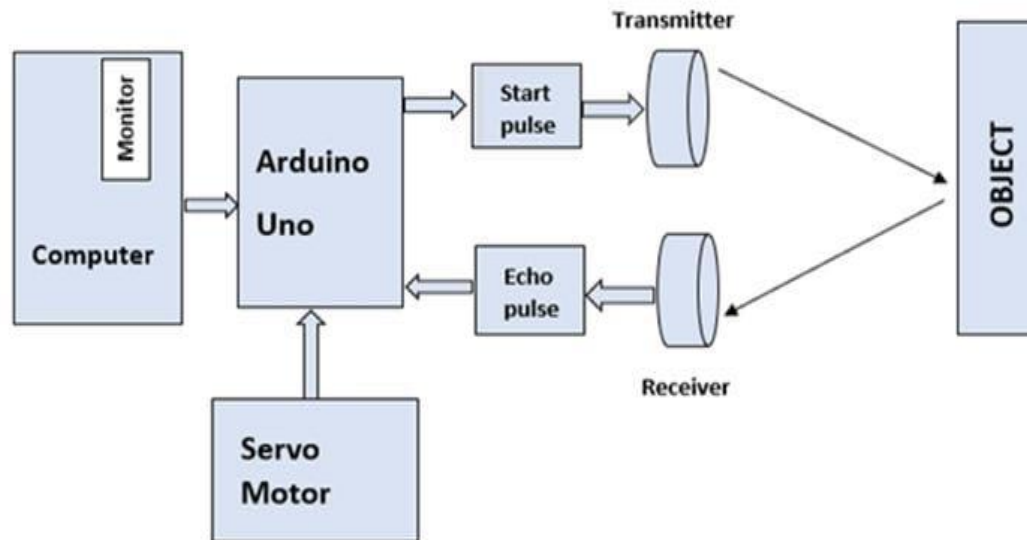 Transmitter
Monitor
Computer
Arduino
Uno
Start
pulse
OBJECT
Echo
pulse
Receiver
Servo
Motor